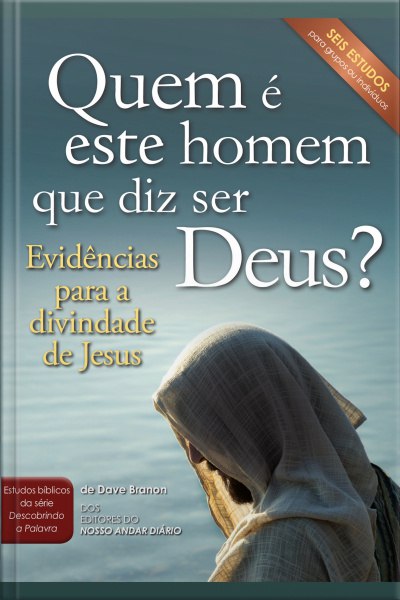 SEIS ESTUDOS
para grupos ou indivíduos
Quem é
este homem
que diz ser
Deus?
Evidências
para a
divindade
de Jesus
Estudos bíblicos
da série
Descobrindo
a Palavra
de Dave Branon
DOS
EDITORES DO
NOSSO ANDAR DIÁRIO